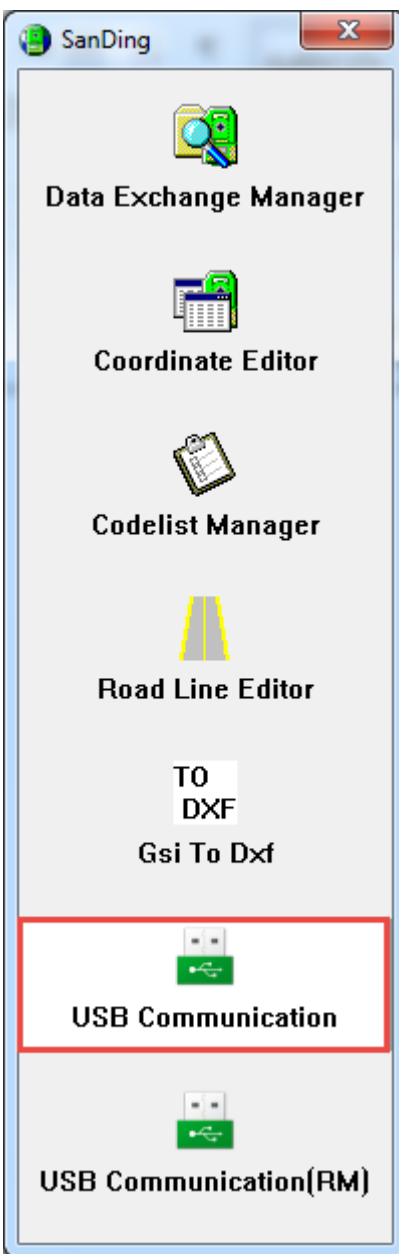 SanDing
Data Exchange Manager
Coordinate Editor
Codelist Manager
Road Line Editor
TO
DXF
Gsi To Dxf
USB Communication
USB Communication(RM)